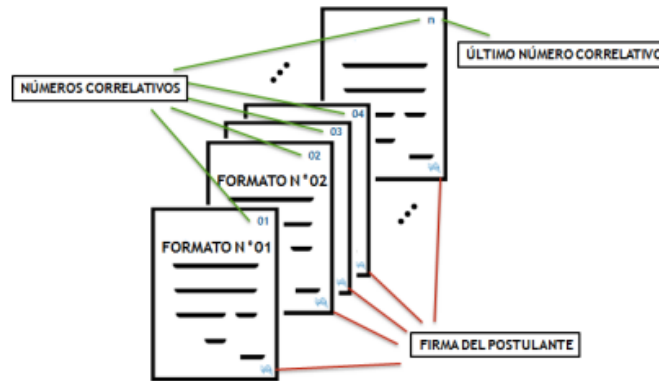 n
ÚLTIMO NÚMERO CORRELATIVO
NÚMEROS CORRELATIVOS
04
03
02
FORMATO N°02
01
FORMATO N°01
FIRMA DEL POSTULANTE